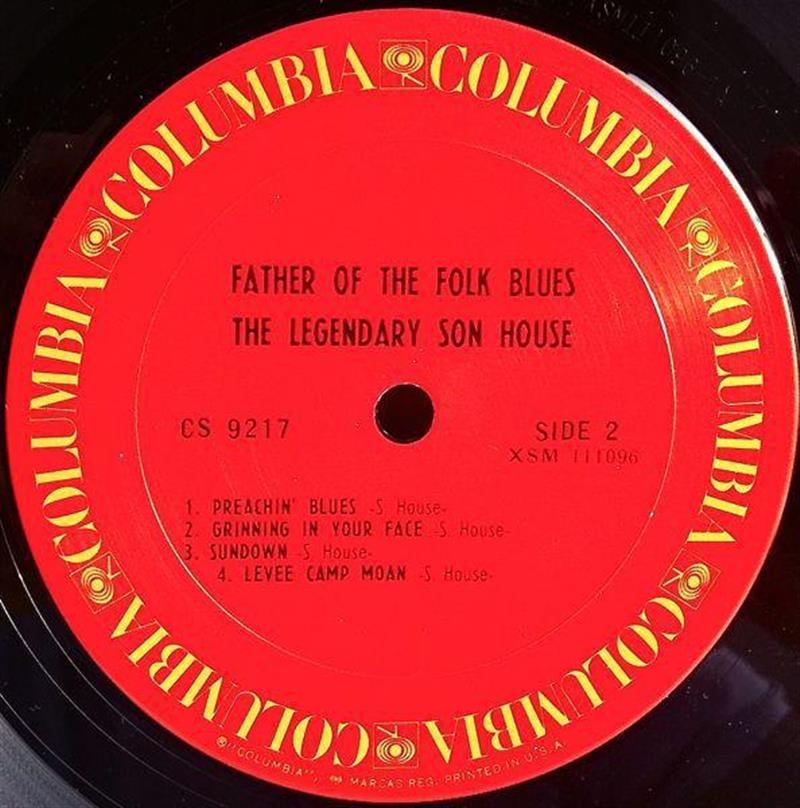 COLUMBIA COLUMBIA COLUMBIA COLUMBIA COLUMBIA COLUMBIA COLUMBIA COLUMBIA
FATHER OF THE FOLK BLUES
THE LEGENDARY SON HOUSE
CS 9217
SIDE 2
XSM 111096
1. PREACHIN' BLUES -S. House-
2. GRINNING IN YOUR FACE -S. House-
3. SUNDOWN -S. House-
4. LEVEE CAMP MOAN -S. House-
® "COLUMBIA", MARCAS REG. PRINTED IN U.S.A.